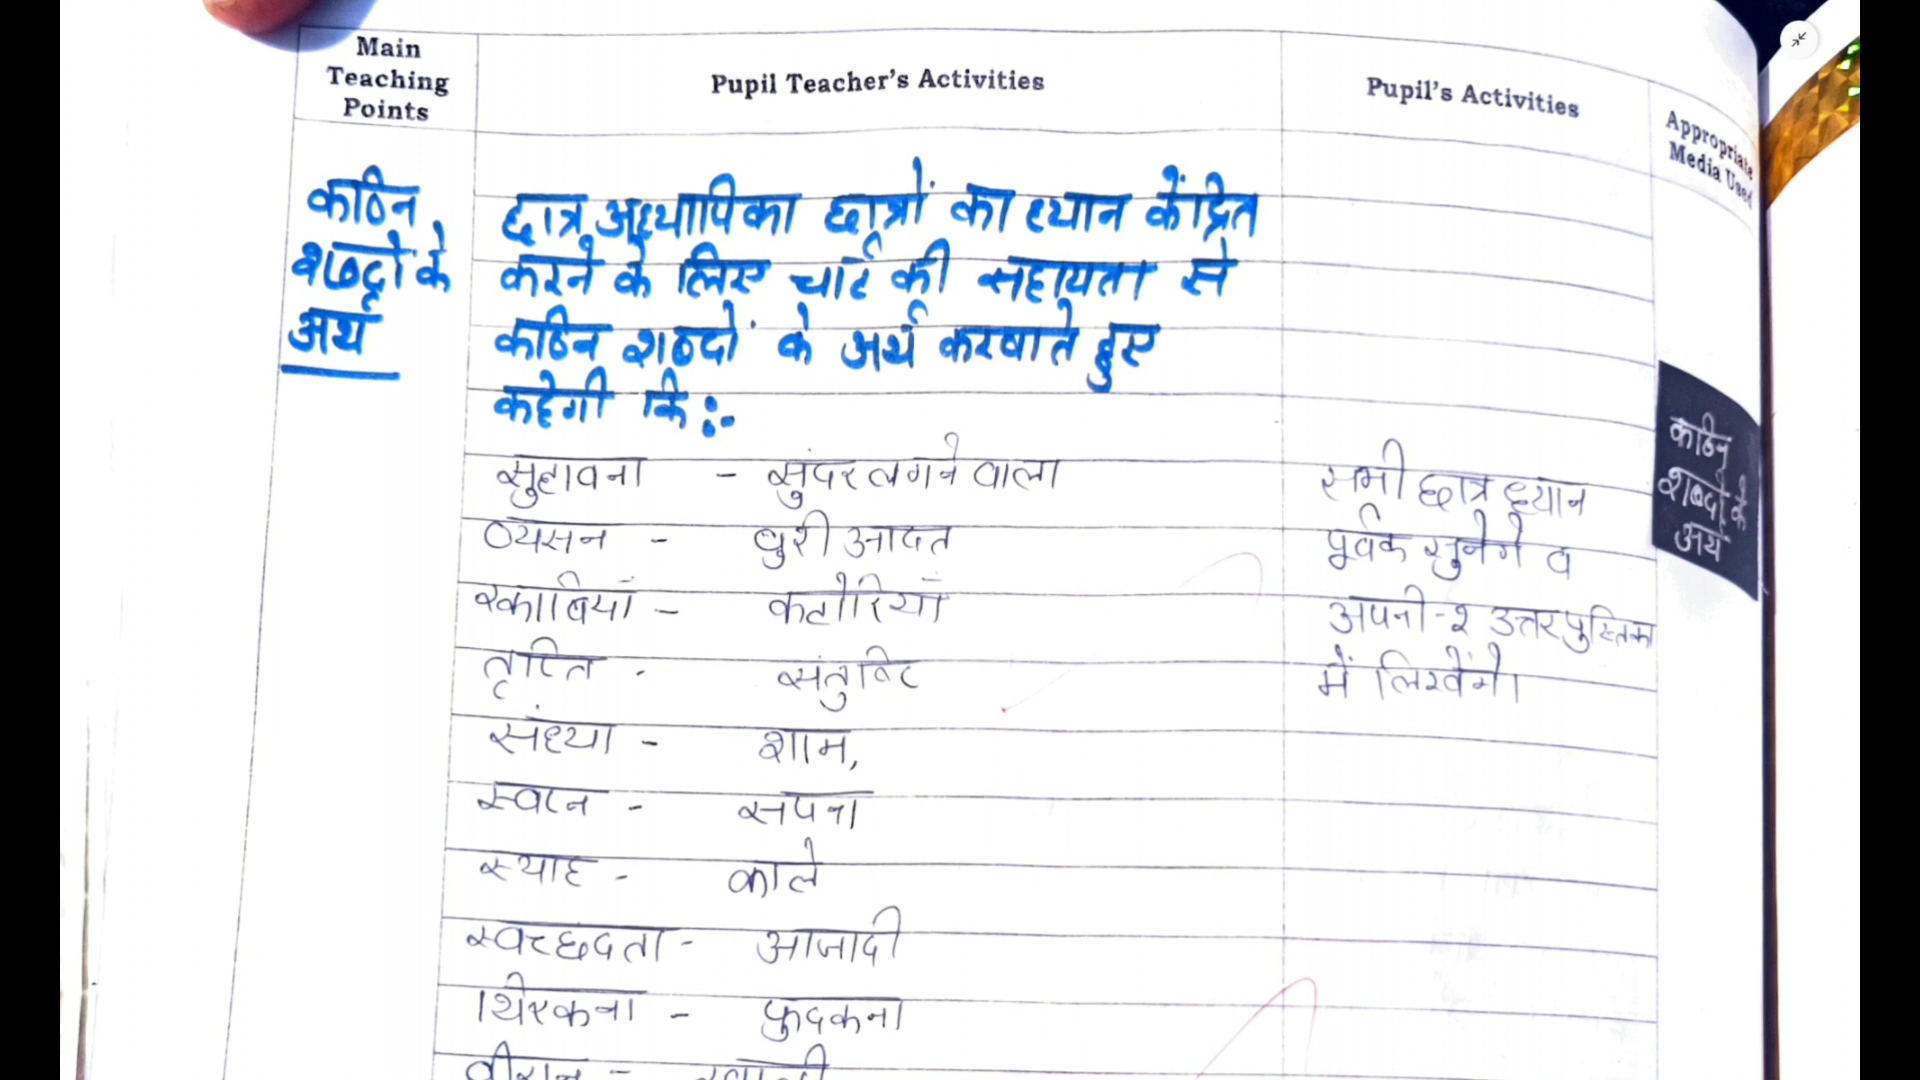 Main
Teaching
Points
Pupil Teacher's Activities
Pupil's Activities
Appropriate
Media Used
कठिन
शब्दों के
अर्थ
छात्र अध्यापिका छात्रों का ध्यान केंद्रित
करने के लिए चार्ट की सहायता से
कठिन शब्दों के अर्थ करवाते हुए
कहेगी कि :-
सुहावना - सुंदर लगने वाला
व्यसन - बुरी आदत
रकाबियाँ - कटोरियाँ
तृप्ति - संतुष्टि
संध्या - शाम,
स्वप्न - सपना
स्याह - काले
स्वच्छंदता - आजादी
थिरकना - फुदकना
वीरान - खाली
सभी छात्र ध्यान
पूर्वक सुनेगे व
अपनी-२ उत्तरपुस्तिका
में लिखेंगे।
कठिन
शब्दों के
अर्थ